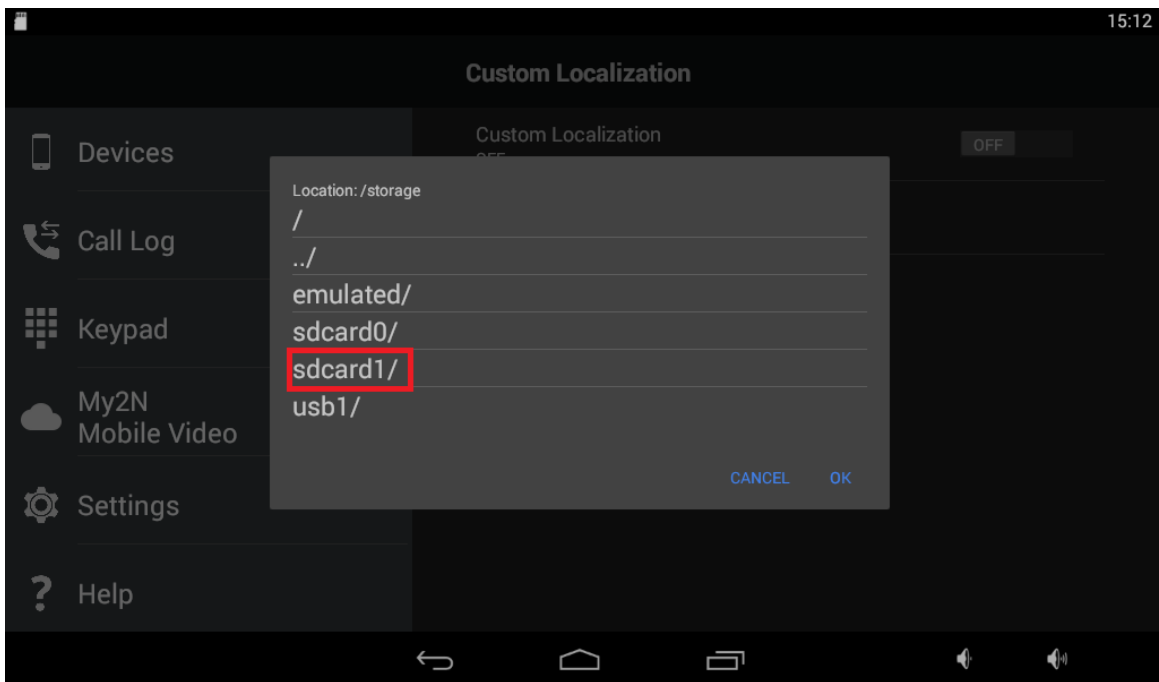 15:12
Custom Localization
Devices
Call Log
Keypad
My2N
Mobile Video
Settings
Help
Custom Localization
OFF
OFF
Location:/storage
/
../
emulated/
sdcard0/
sdcard1/
usb1/
CANCEL OK